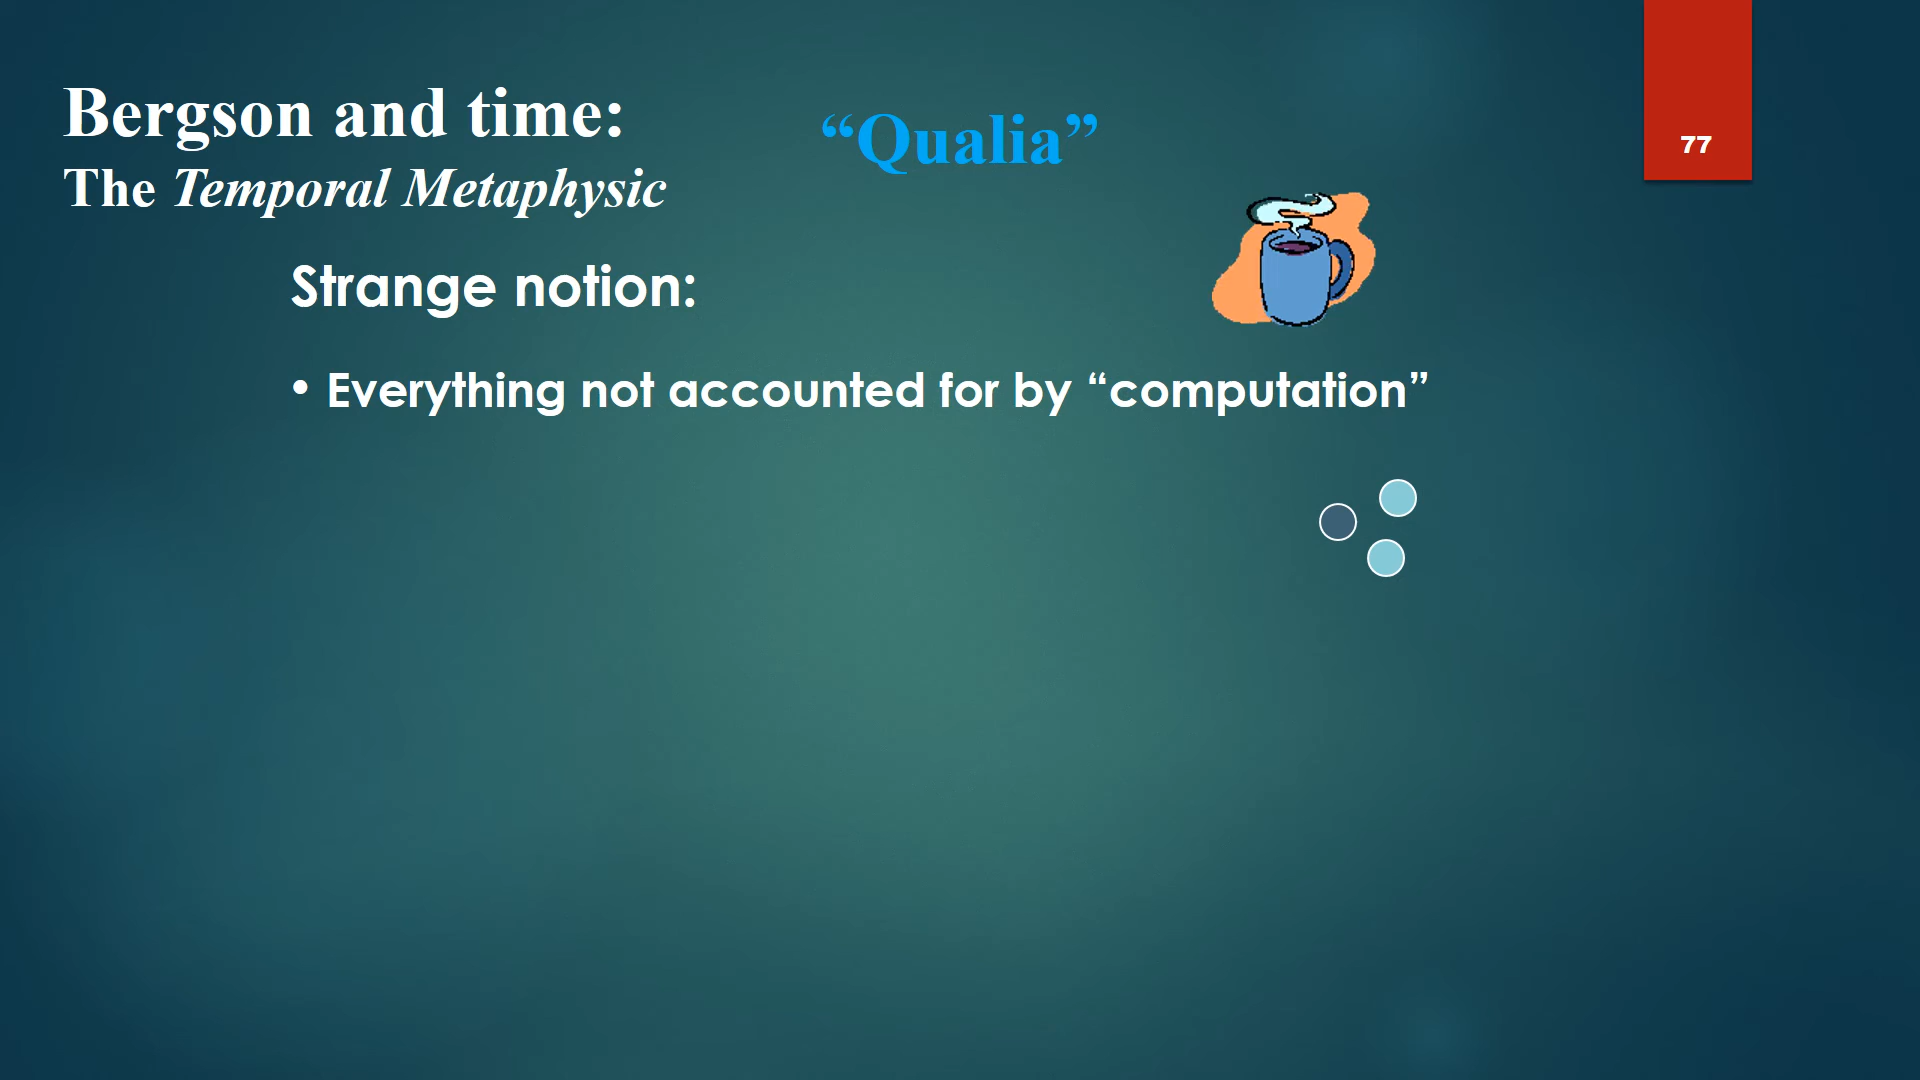 Bergson and time:
The Temporal Metaphysic
“Qualia”
77
Strange notion:
• Everything not accounted for by “computation”